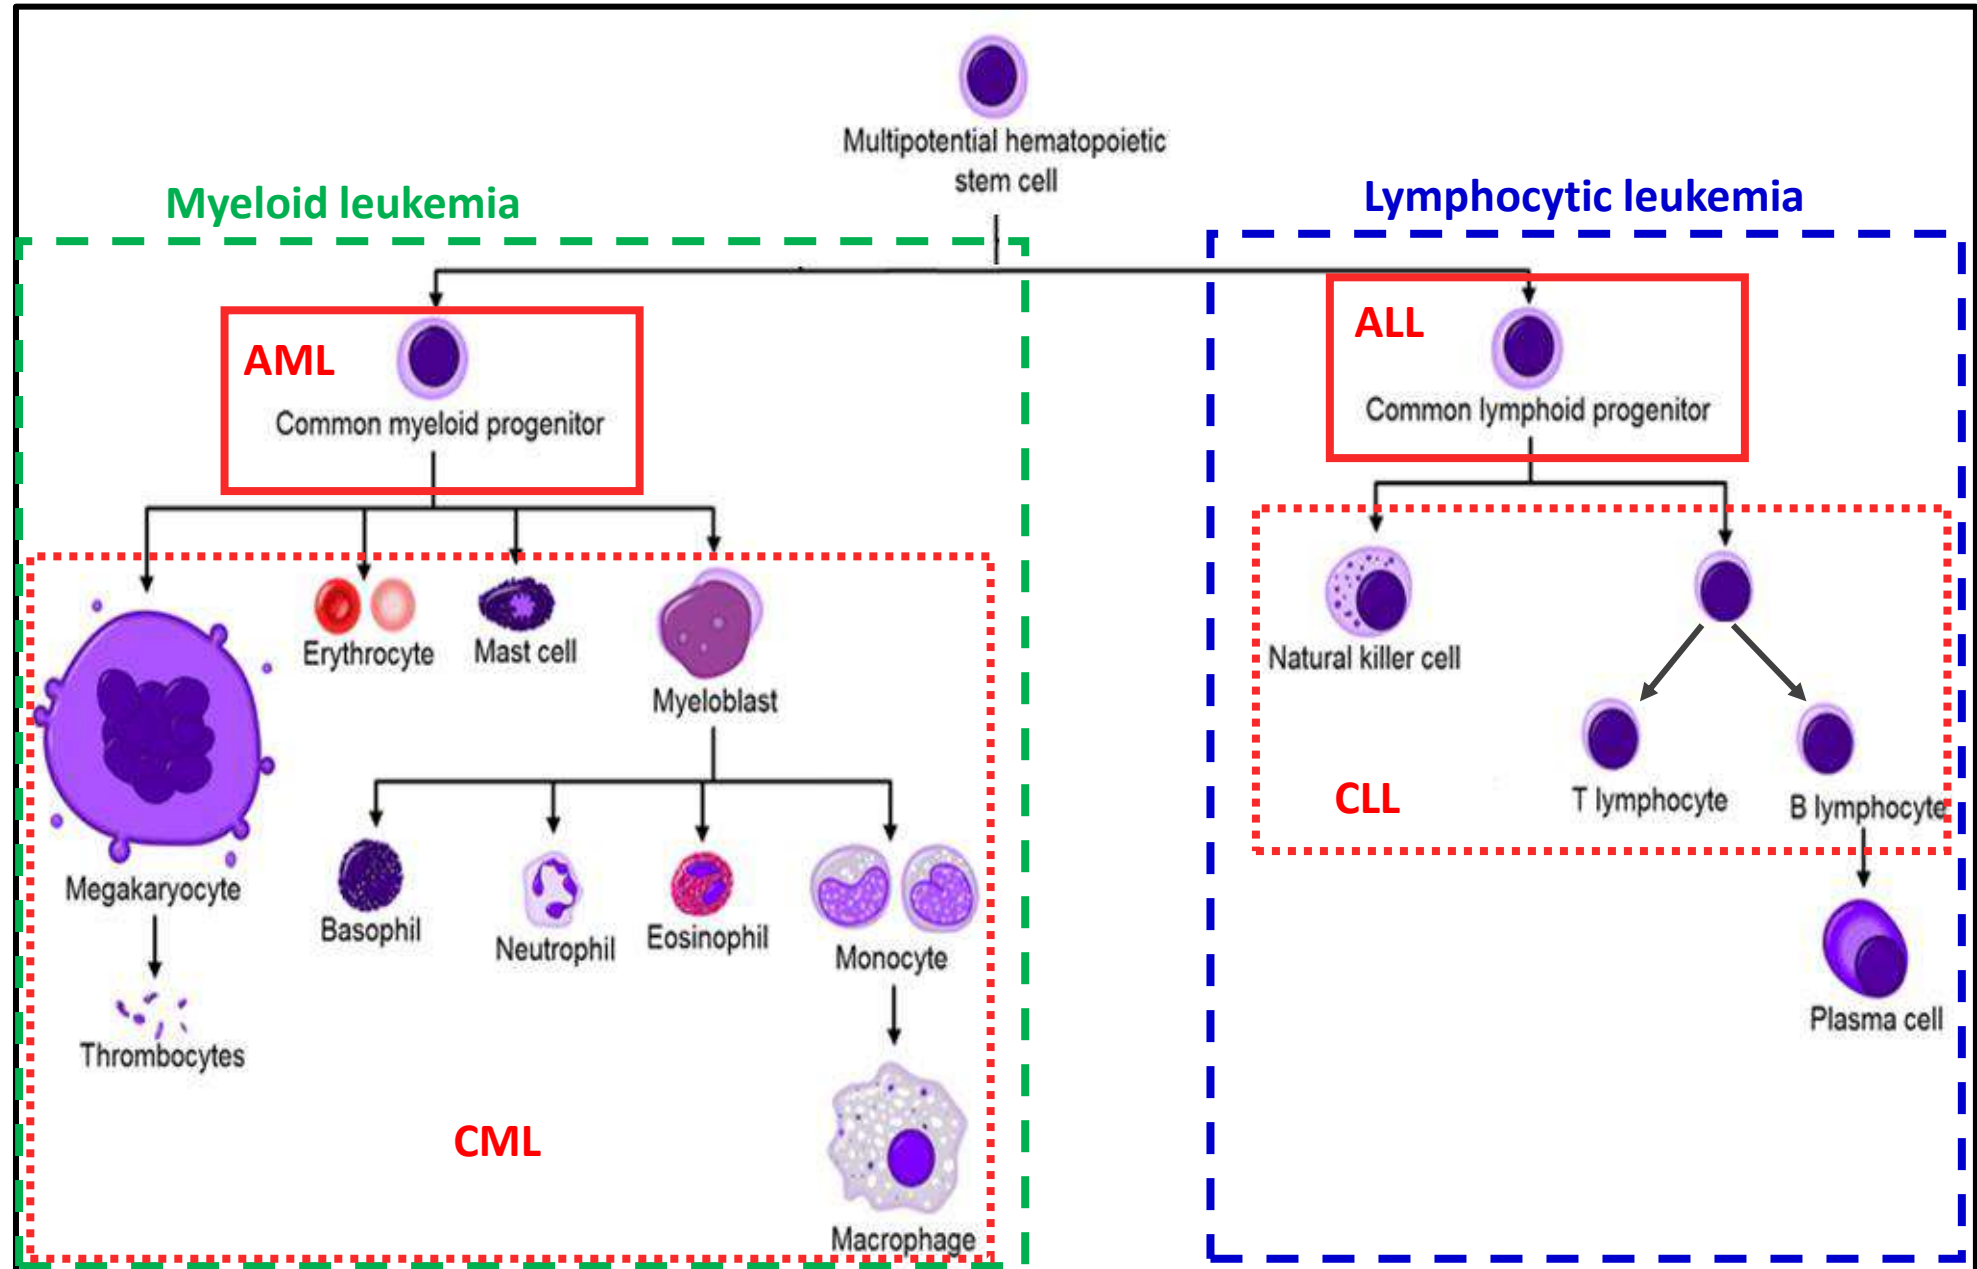 Multipotential hematopoietic
stem cell
Myeloid leukemia
Lymphocytic leukemia
AML
Common myeloid progenitor
ALL
Common lymphoid progenitor
Erythrocyte
Mast cell
Myeloblast
Megakaryocyte
Thrombocytes
Basophil
Neutrophil
Eosinophil
Monocyte
Macrophage
CML
Natural killer cell
T lymphocyte
B lymphocyte
CLL
Plasma cell